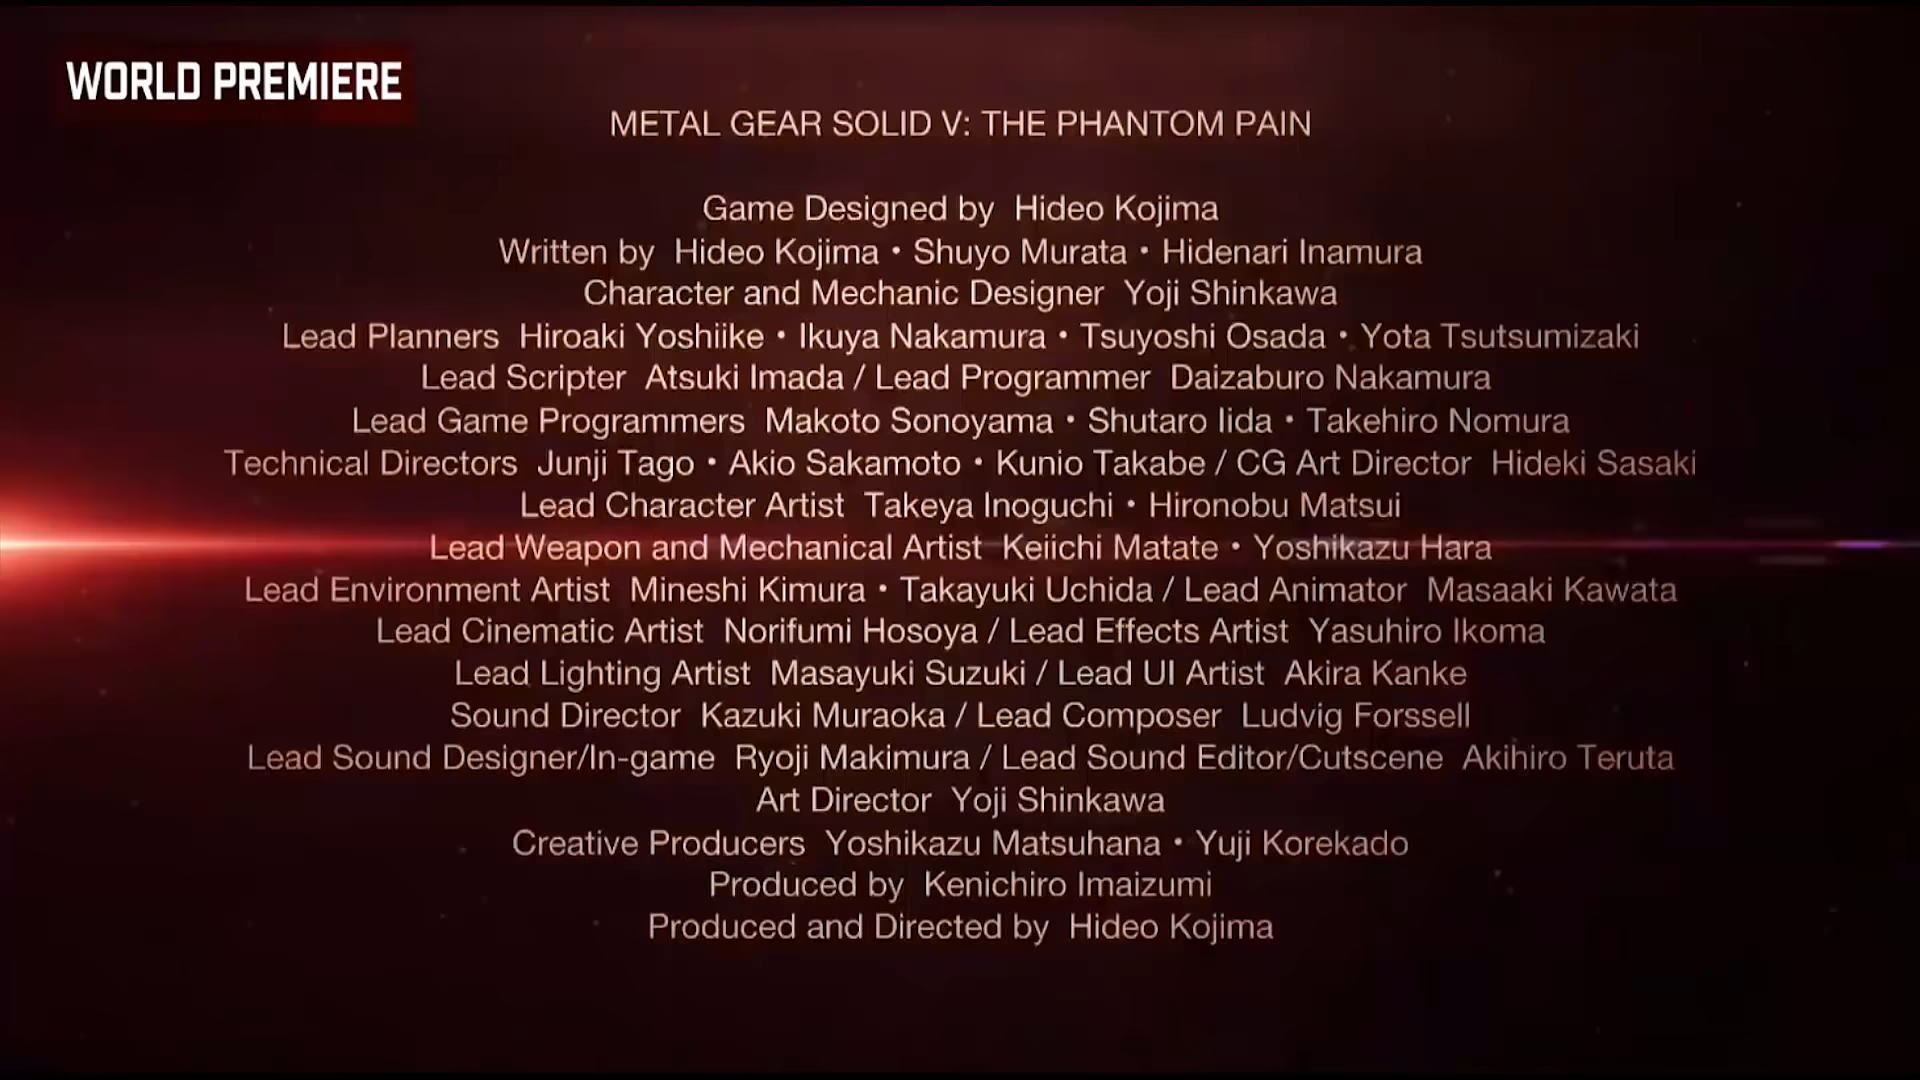 WORLD PREMIERE
METAL GEAR SOLID V: THE PHANTOM PAIN
Game Designed by Hideo Kojima
Written by Hideo Kojima・Shuyo Murata・Hidenari Inamura
Character and Mechanic Designer Yoji Shinkawa
Lead Planners Hiroaki Yoshiike・Ikuya Nakamura・Tsuyoshi Osada・Yota Tsutsumizaki
Lead Scripter Atsuki Imada / Lead Programmer Daizaburo Nakamura
Lead Game Programmers Makoto Sonoyama・Shutaro Iida・Takehiro Nomura
Technical Directors Junji Tago・Akio Sakamoto・Kunio Takabe / CG Art Director Hideki Sasaki
Lead Character Artist Takeya Inoguchi・Hironobu Matsui
Lead Weapon and Mechanical Artist Keiichi Matate・Yoshikazu Hara
Lead Environment Artist Mineshi Kimura・Takayuki Uchida / Lead Animator Masaaki Kawata
Lead Cinematic Artist Norifumi Hosoya / Lead Effects Artist Yasuhiro Ikoma
Lead Lighting Artist Masayuki Suzuki / Lead UI Artist Akira Kanke
Sound Director Kazuki Muraoka / Lead Composer Ludvig Forssell
Lead Sound Designer/In-game Ryoji Makimura / Lead Sound Editor/Cutscene Akihiro Teruta
Art Director Yoji Shinkawa
Creative Producers Yoshikazu Matsuhana・Yuji Korekado
Produced by Kenichiro Imaizumi
Produced and Directed by Hideo Kojima